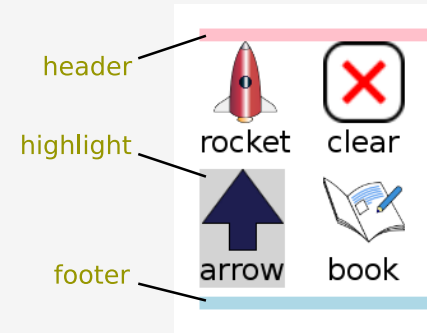 header
rocket clear
highlight
arrow book
footer